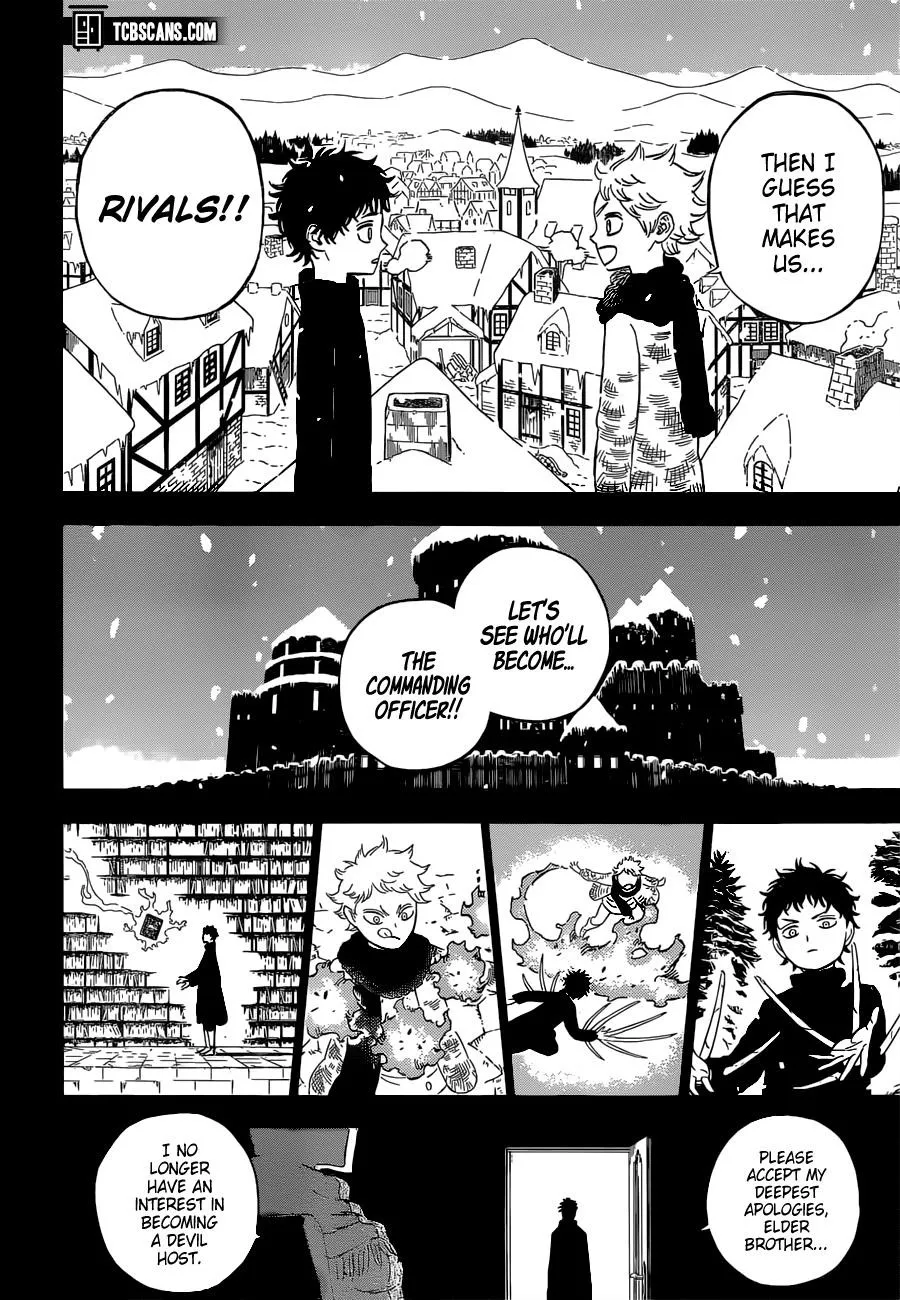 TCBSCANS.COM
THEN I
GUESS
THAT
MAKES
US...
RIVALS!!
LET'S
SEE WHO'LL
BECOME...
THE
COMMANDING
OFFICER!!
PLEASE
ACCEPT MY
DEEPEST
APOLOGIES,
ELDER
BROTHER...
I NO
LONGER
HAVE AN
INTEREST IN
BECOMING
A DEVIL
HOST.